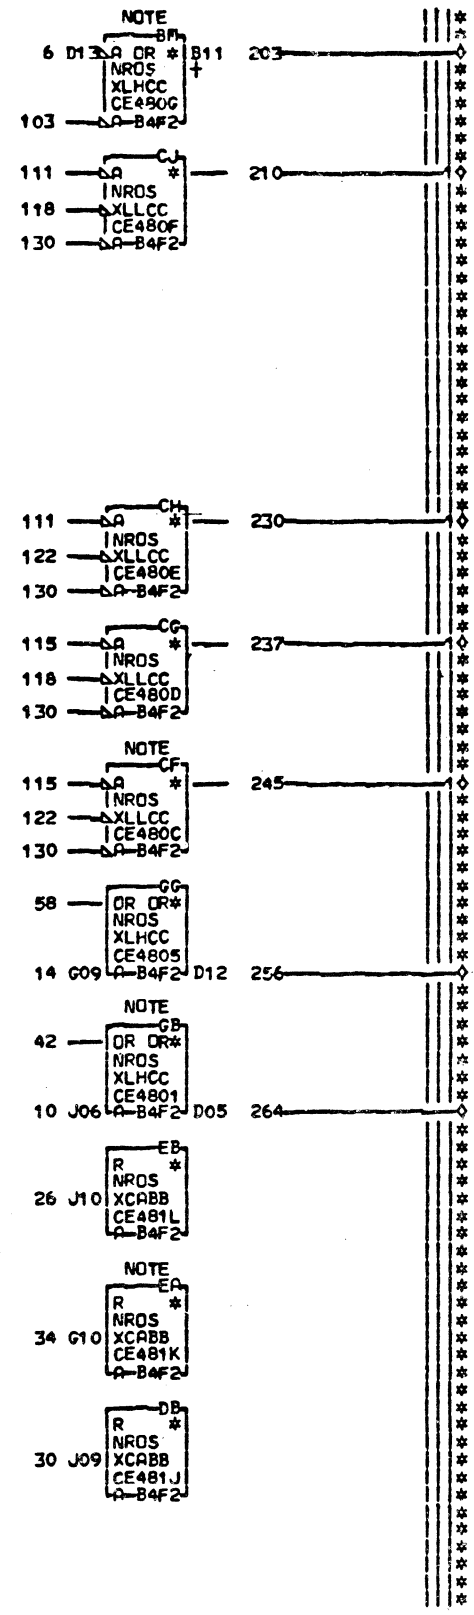 NOTE
BM
6 D13 A OR * B11 203
NROS +
XLHCC
CE480G
103 A B4F2
CJ
111 A * 210
NROS
118 XLLCC
CE480F
130 A B4F2
CH
111 A * 230
NROS
122 XLLCC
CE480E
130 A B4F2
CG
115 A * 237
NROS
118 XLLCC
CE480D
130 A B4F2
NOTE
CF
115 A * 245
NROS
122 XLLCC
CE480C
130 A B4F2
GG
58 OR OR*
NROS
XLHCC
CE4805
14 G09 A B4F2 D12 256
NOTE
GB
42 OR OR*
NROS
XLHCC
CE4801
10 J06 A B4F2 D05 264
EB
R *
NROS
26 J10 XCABB
CE481L
A B4F2
NOTE
EA
R *
NROS
34 G10 XCABB
CE481K
A B4F2
DB
R *
NROS
30 J09 XCABB
CE481J
A B4F2